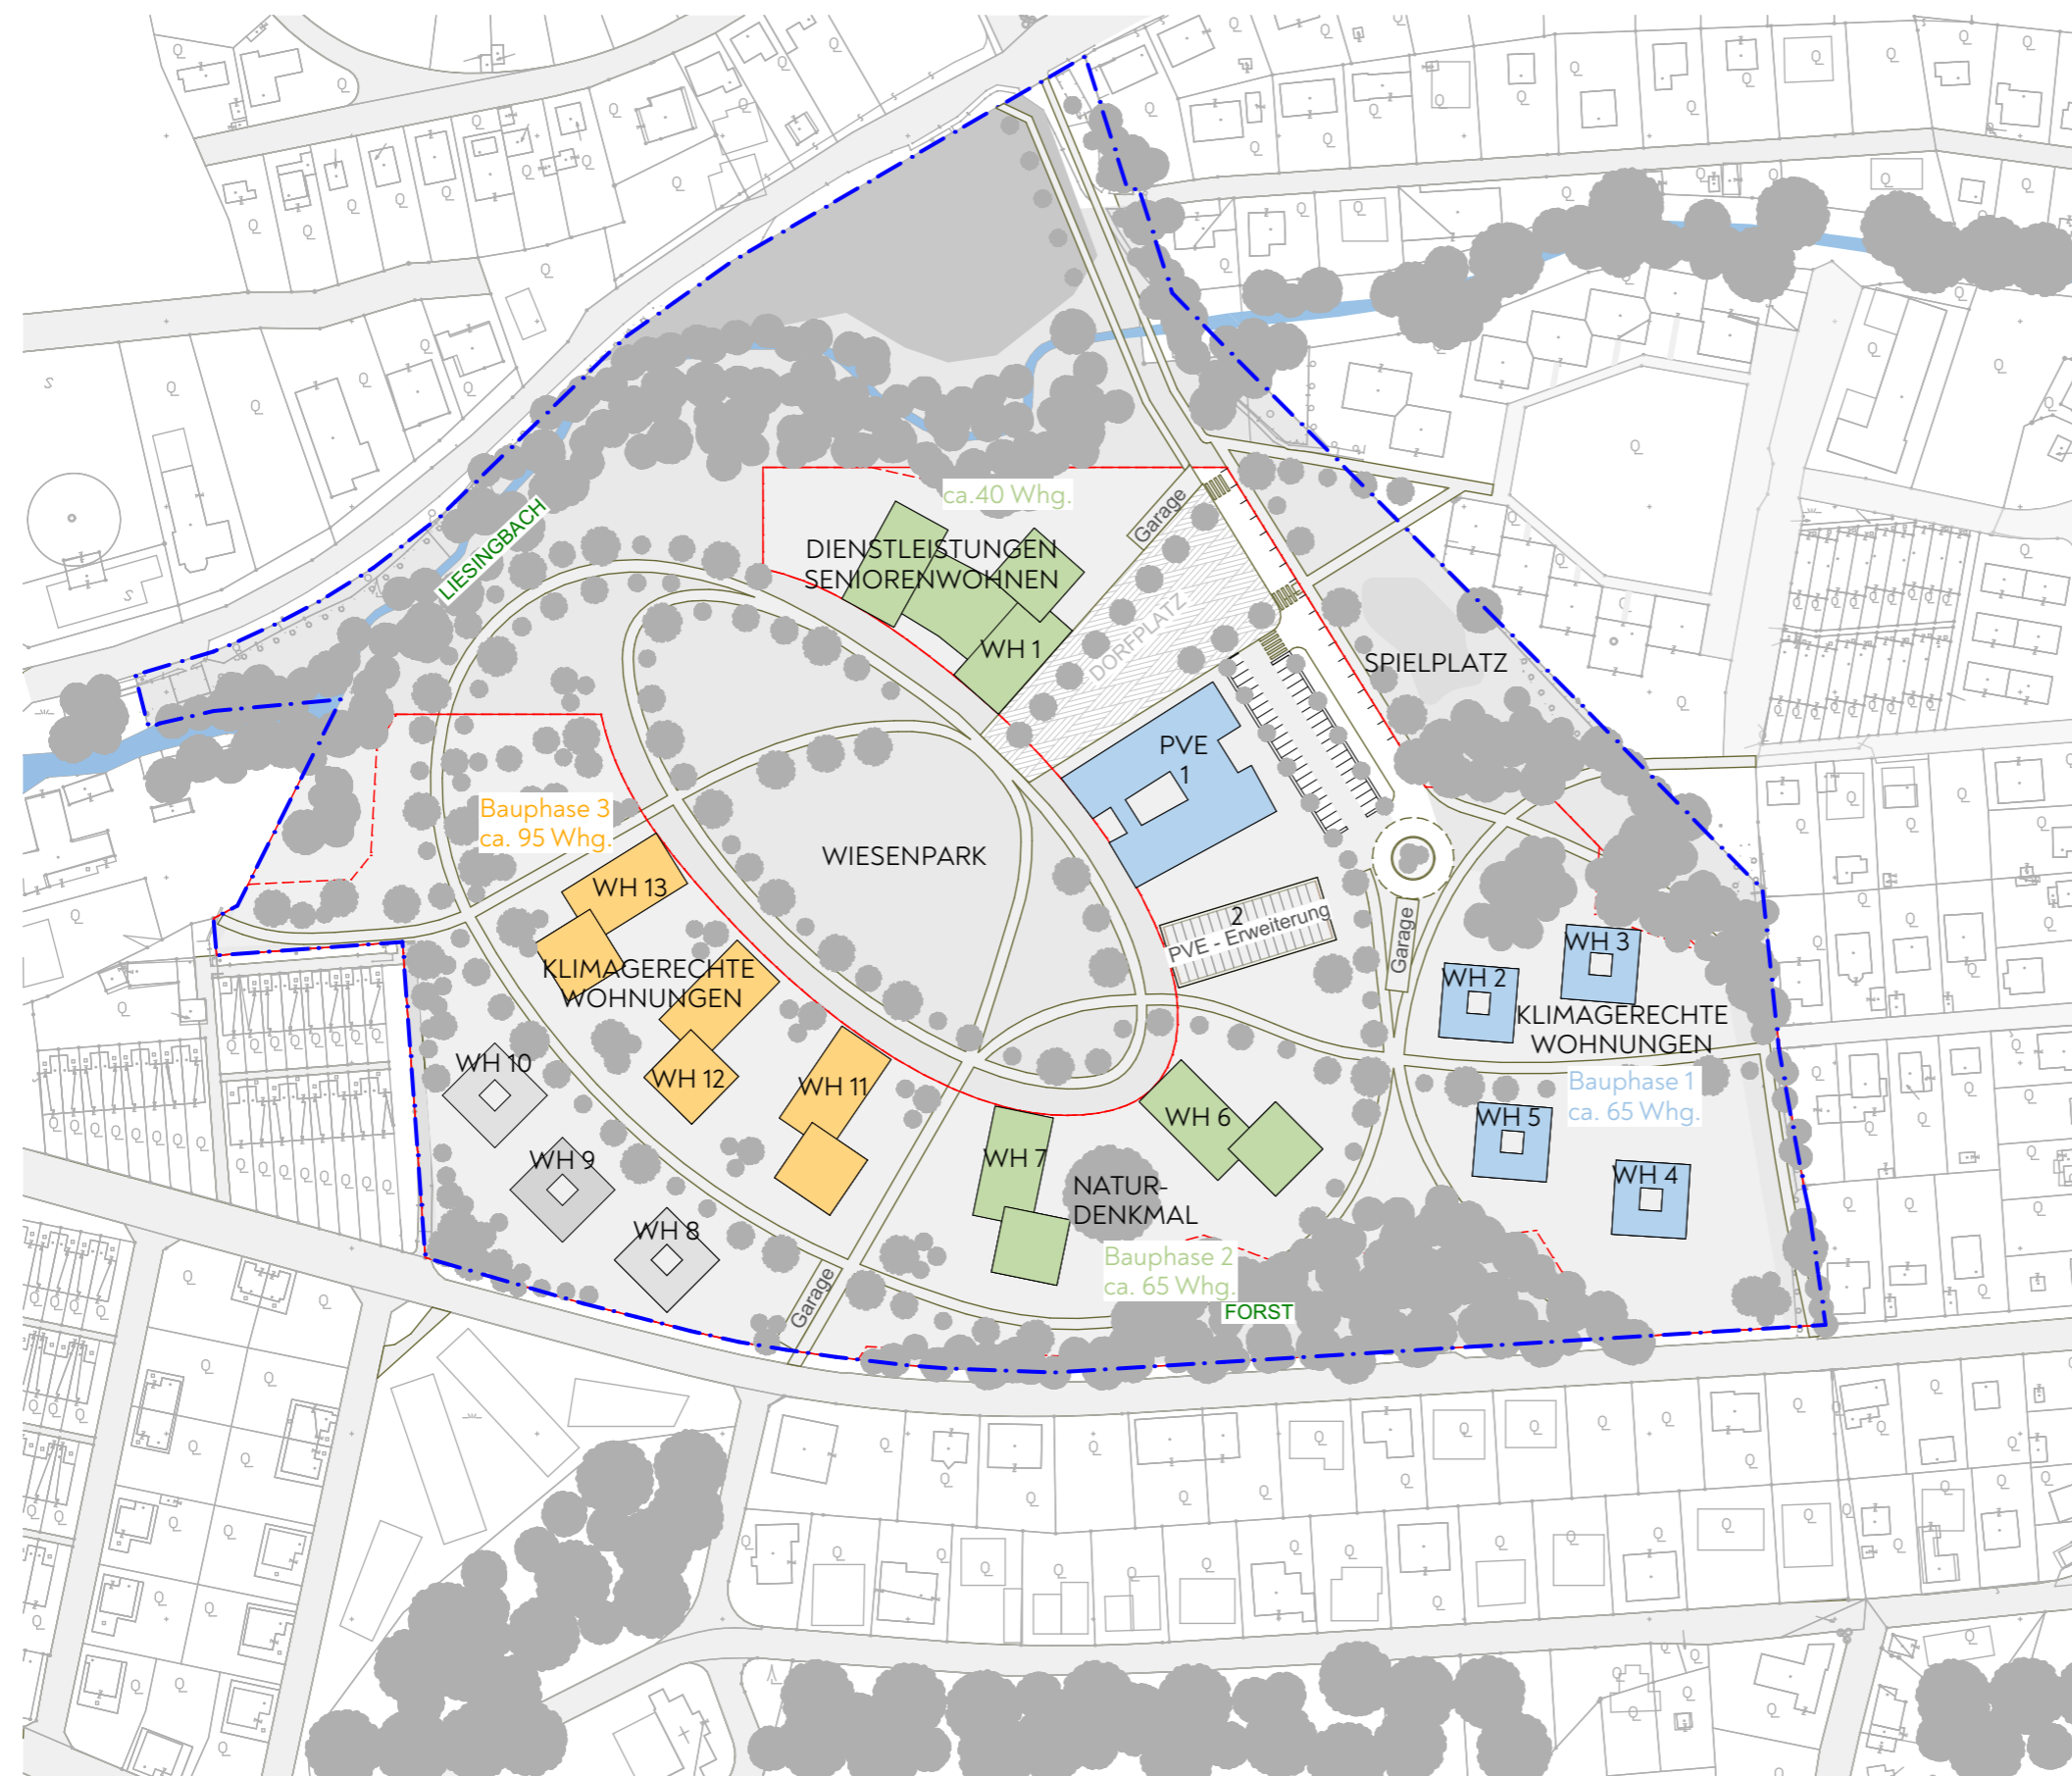 ca.40 Whg.
Garage
LIESINGBACH
DIENSTLEISTUNGEN
SENIORENWOHNEN
WH 1
DORFPLATZ
SPIELPLATZ
PVE
1
Bauphase 3
ca. 95 Whg.
WIESENPARK
WH 13
2
PVE - Erweiterung
Garage
WH 3
WH 2
KLIMAGERECHTE
WOHNUNGEN
KLIMAGERECHTE
WOHNUNGEN
WH 10
WH 12
WH 11
Bauphase 1
ca. 65 Whg.
WH 6
WH 5
WH 9
WH 7
WH 4
NATUR-
DENKMAL
WH 8
Bauphase 2
ca. 65 Whg.
Garage
FORST